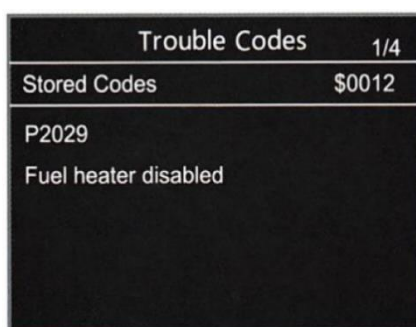 Trouble Codes 1/4
Stored Codes $0012
P2029
Fuel heater disabled